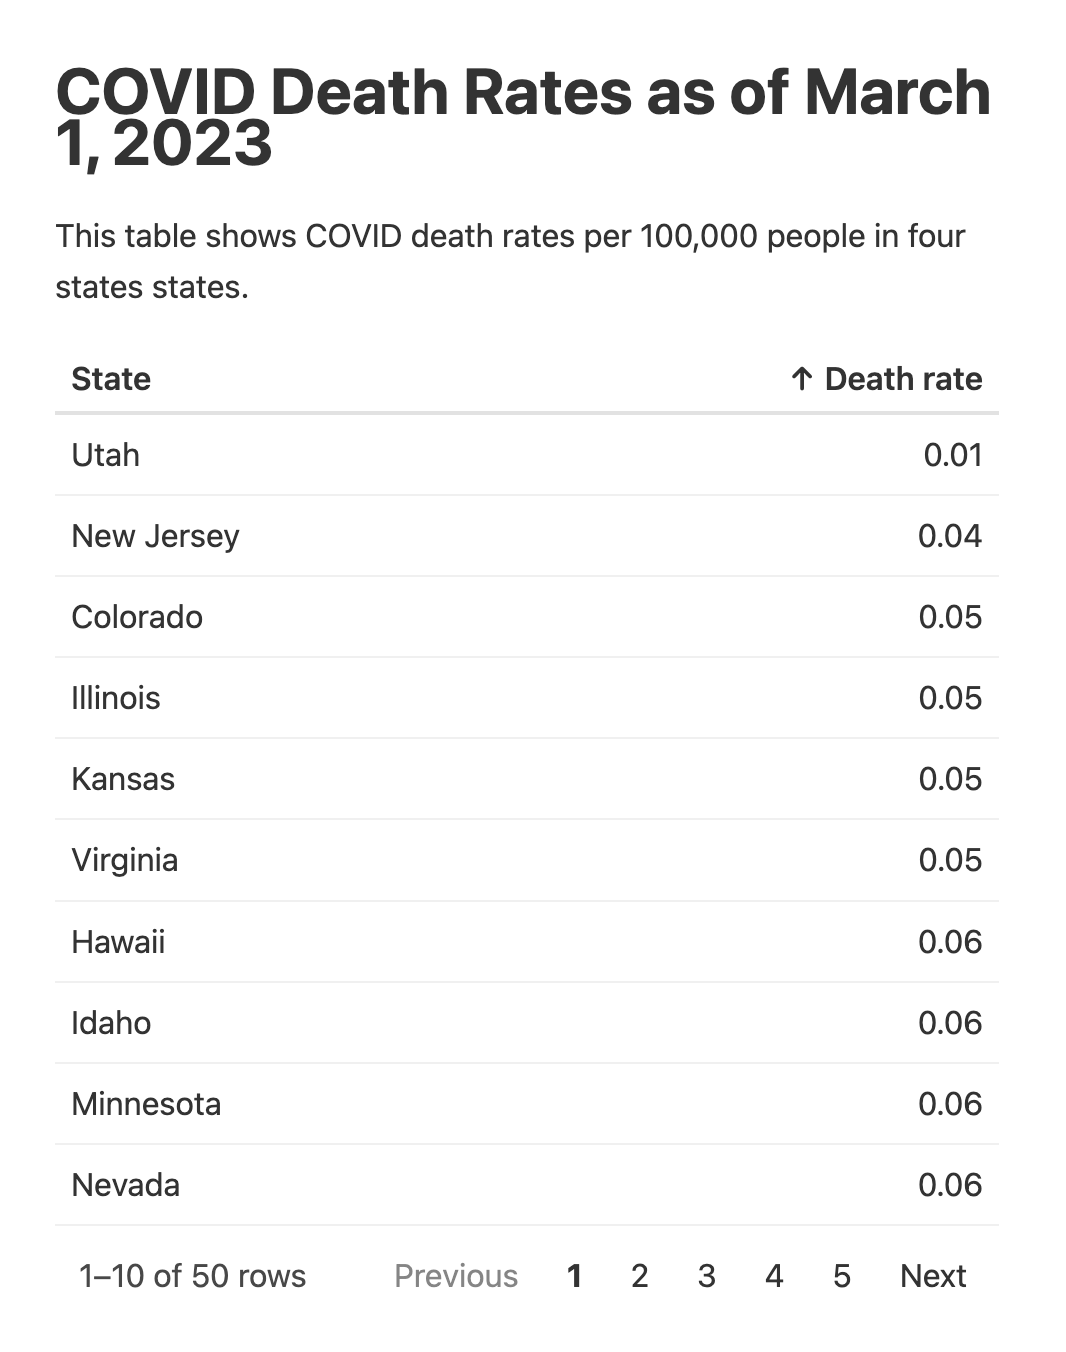 COVID Death Rates as of March
1, 2023
This table shows COVID death rates per 100,000 people in four
states states.
State ↑ Death rate
Utah 0.01
New Jersey 0.04
Colorado 0.05
Illinois 0.05
Kansas 0.05
Virginia 0.05
Hawaii 0.06
Idaho 0.06
Minnesota 0.06
Nevada 0.06
1–10 of 50 rows Previous 1 2 3 4 5 Next